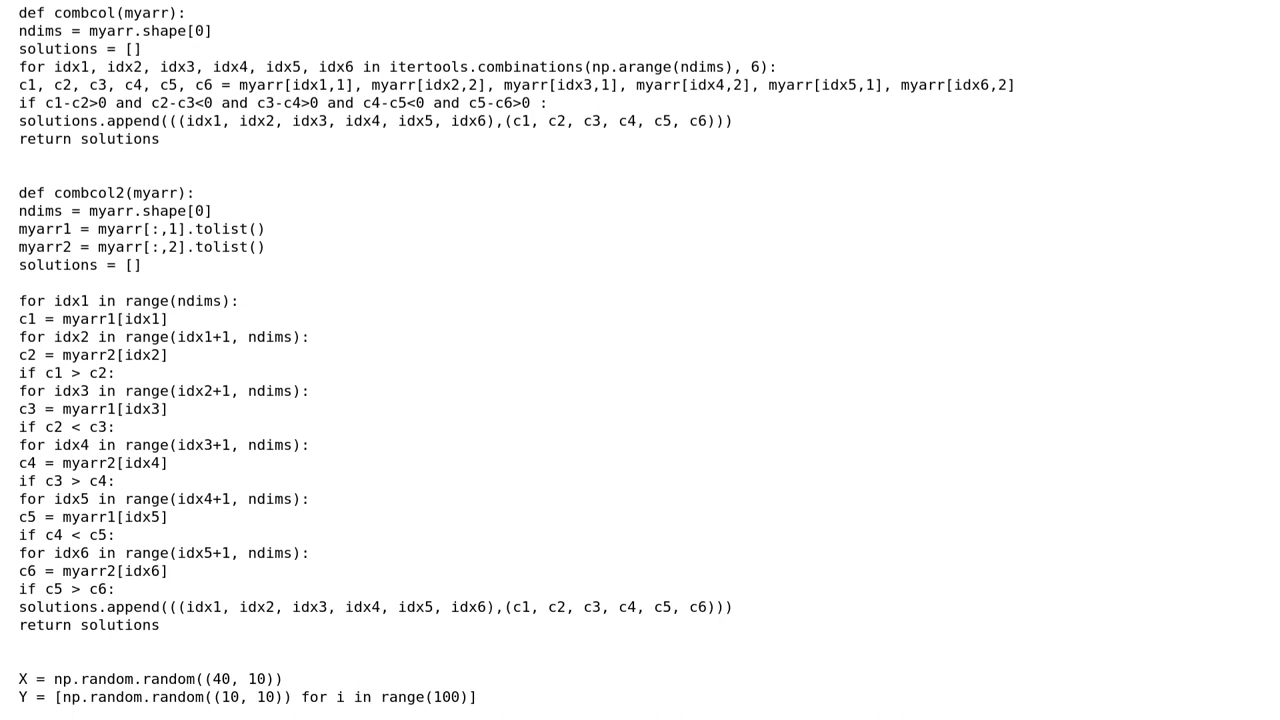 def combcol(myarr):
ndims = myarr.shape[0]
solutions = []
for idx1, idx2, idx3, idx4, idx5, idx6 in itertools.combinations(np.arange(ndims), 6):
c1, c2, c3, c4, c5, c6 = myarr[idx1,1], myarr[idx2,2], myarr[idx3,1], myarr[idx4,2], myarr[idx5,1], myarr[idx6,2]
if c1-c2>0 and c2-c3<0 and c3-c4>0 and c4-c5<0 and c5-c6>0 :
solutions.append(((idx1, idx2, idx3, idx4, idx5, idx6),(c1, c2, c3, c4, c5, c6)))
return solutions
def combcol2(myarr):
ndims = myarr.shape[0]
myarr1 = myarr[:,1].tolist()
myarr2 = myarr[:,2].tolist()
solutions = []
for idx1 in range(ndims):
c1 = myarr1[idx1]
for idx2 in range(idx1+1, ndims):
c2 = myarr2[idx2]
if c1 > c2:
for idx3 in range(idx2+1, ndims):
c3 = myarr1[idx3]
if c2 < c3:
for idx4 in range(idx3+1, ndims):
c4 = myarr2[idx4]
if c3 > c4:
for idx5 in range(idx4+1, ndims):
c5 = myarr1[idx5]
if c4 < c5:
for idx6 in range(idx5+1, ndims):
c6 = myarr2[idx6]
if c5 > c6:
solutions.append(((idx1, idx2, idx3, idx4, idx5, idx6),(c1, c2, c3, c4, c5, c6)))
return solutions
X = np.random.random((40, 10))
Y = [np.random.random((10, 10)) for i in range(100)]